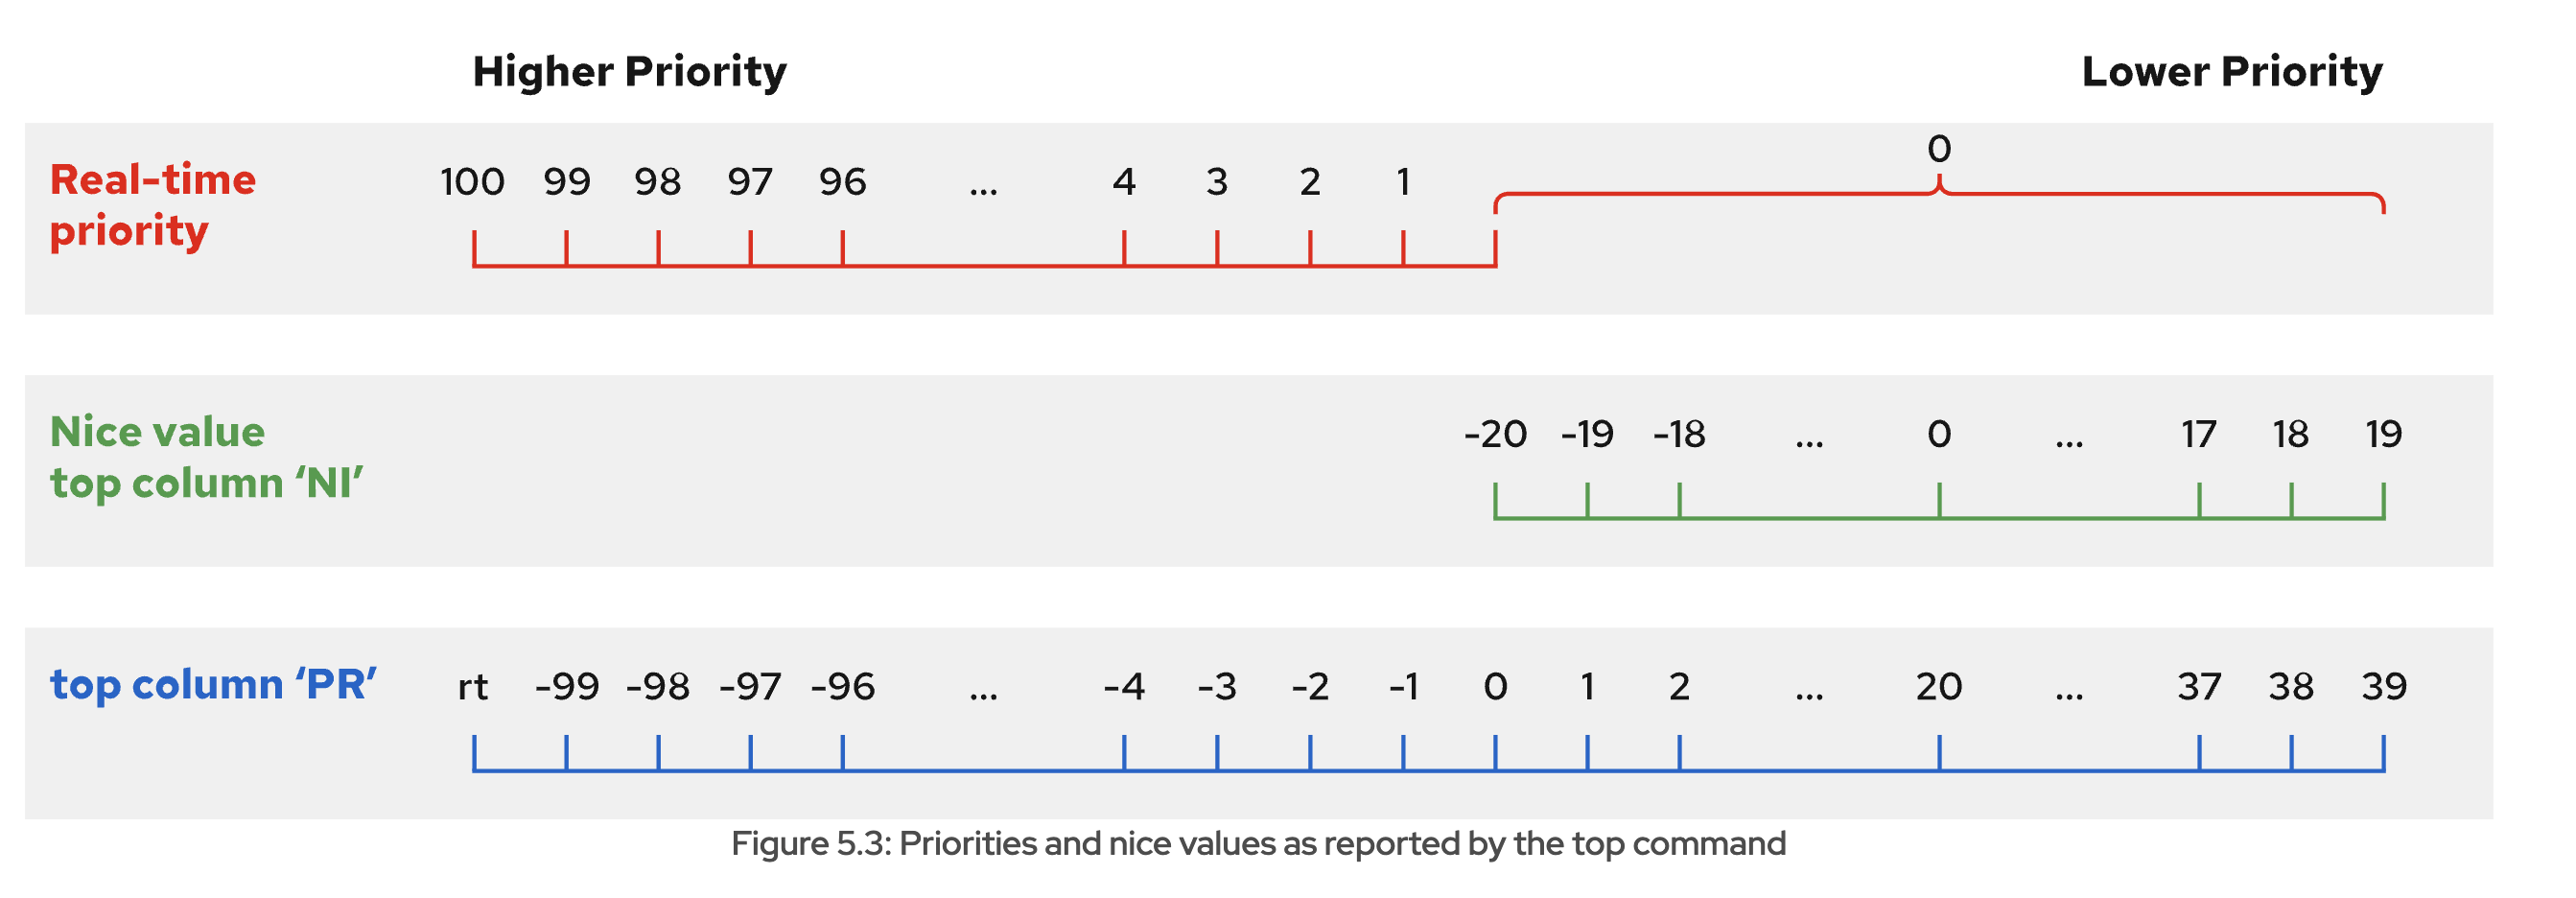 Higher Priority Lower Priority
0
Real-time 100 99 98 97 96 ... 4 3 2 1
priority
Nice value -20 -19 -18 ... 0 ... 17 18 19
top column ‘NI’
top column ‘PR’ rt -99 -98 -97 -96 ... -4 -3 -2 -1 0 1 2 ... 20 ... 37 38 39
Figure 5.3: Priorities and nice values as reported by the top command